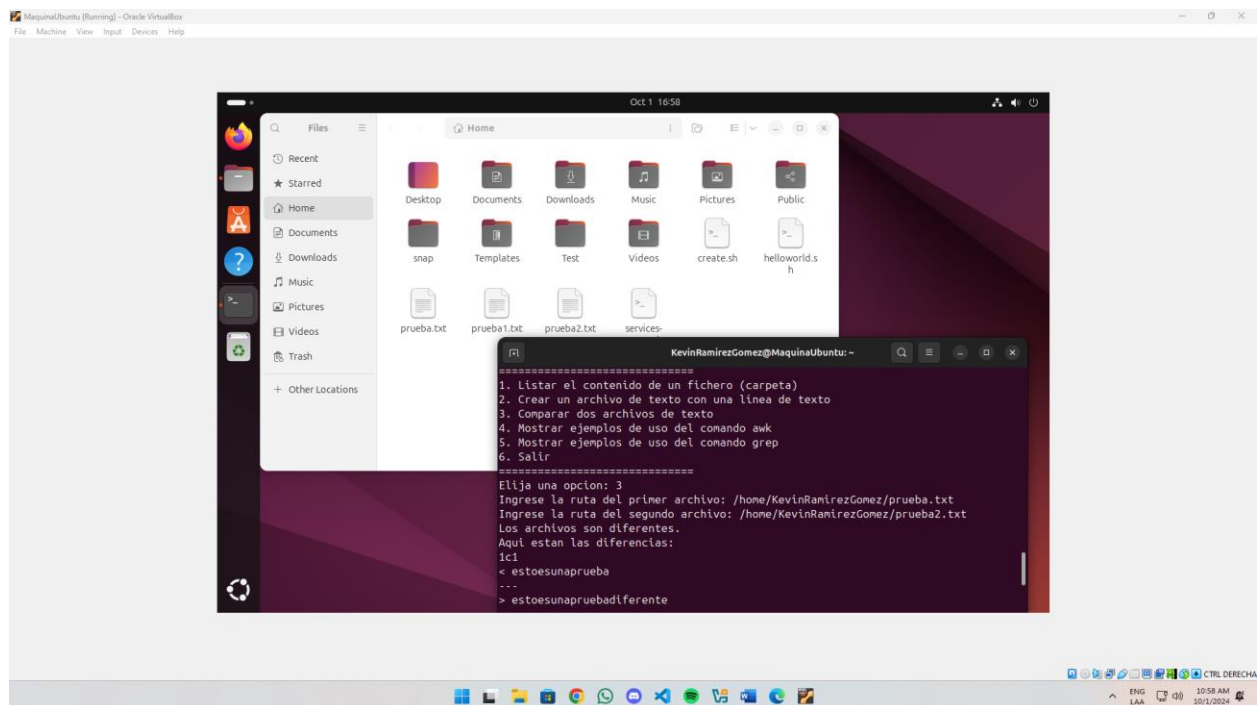 MaquinaUbuntu [Running] - Oracle VirtualBox
File Machine View Input Devices Help
Oct 1 16:58
Files
Home
Recent
Starred
Home
Documents
Downloads
Music
Pictures
Videos
Trash
+ Other Locations
Desktop
Documents
Downloads
Music
Pictures
Public
snap
Templates
Test
Videos
create.sh
helloworld.s
h
prueba.txt
prueba1.txt
prueba2.txt
services-
KevinRamirezGomez@MaquinaUbuntu: ~
==============================
1. Listar el contenido de un fichero (carpeta)
2. Crear un archivo de texto con una linea de texto
3. Comparar dos archivos de texto
4. Mostrar ejemplos de uso del comando awk
5. Mostrar ejemplos de uso del comando grep
6. Salir
==============================
Elija una opcion: 3
Ingrese la ruta del primer archivo: /home/KevinRamirezGomez/prueba.txt
Ingrese la ruta del segundo archivo: /home/KevinRamirezGomez/prueba2.txt
Los archivos son diferentes.
Aqui estan las diferencias:
1c1
< estoesunaprueba
---
> estoesunapruebadiferente
CTRL DERECHA
ENG
LAA
10:58 AM
10/1/2024